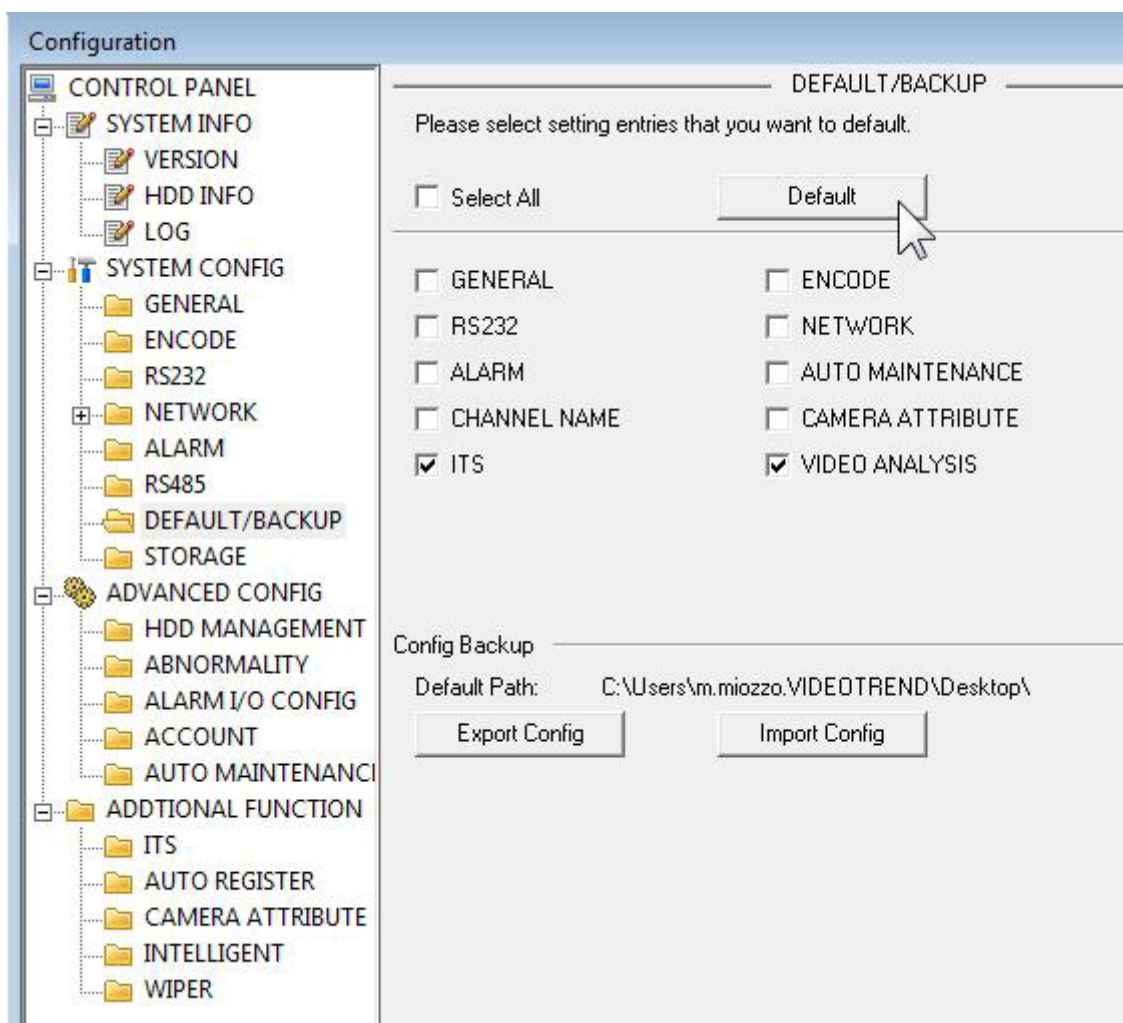 Configuration
CONTROL PANEL
SYSTEM INFO
VERSION
HDD INFO
LOG
SYSTEM CONFIG
GENERAL
ENCODE
RS232
NETWORK
ALARM
RS485
DEFAULT/BACKUP
STORAGE
ADVANCED CONFIG
HDD MANAGEMENT
ABNORMALITY
ALARM I/O CONFIG
ACCOUNT
AUTO MAINTENANCI
ADDTIONAL FUNCTION
ITS
AUTO REGISTER
CAMERA ATTRIBUTE
INTELLIGENT
WIPER
DEFAULT/BACKUP
Please select setting entries that you want to default.
Select All Default
GENERAL ENCODE
RS232 NETWORK
ALARM AUTO MAINTENANCE
CHANNEL NAME CAMERA ATTRIBUTE
ITS VIDEO ANALYSIS
Config Backup
Default Path: C:\Users\m.miozzo.VIDEOTREND\Desktop\
Export Config Import Config